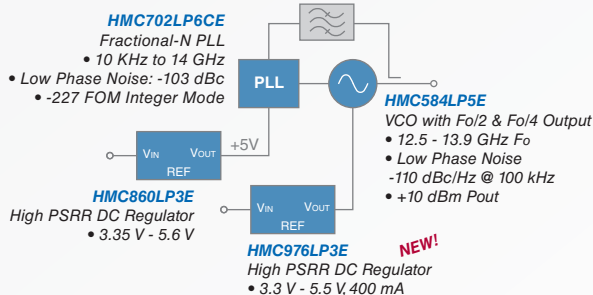 HMC702LP6CE
Fractional-N PLL
• 10 KHz to 14 GHz
• Low Phase Noise: -103 dBc
• -227 FOM Integer Mode
PLL
HMC584LP5E
VCO with Fo/2 & Fo/4 Output
• 12.5 - 13.9 GHz Fo
• Low Phase Noise
-110 dBc/Hz @ 100 kHz
• +10 dBm Pout
+5V
VIN VOUT
REF
HMC860LP3E
High PSRR DC Regulator
• 3.35 V - 5.6 V
VIN VOUT
REF
HMC976LP3E
NEW!
High PSRR DC Regulator
• 3.3 V - 5.5 V, 400 mA